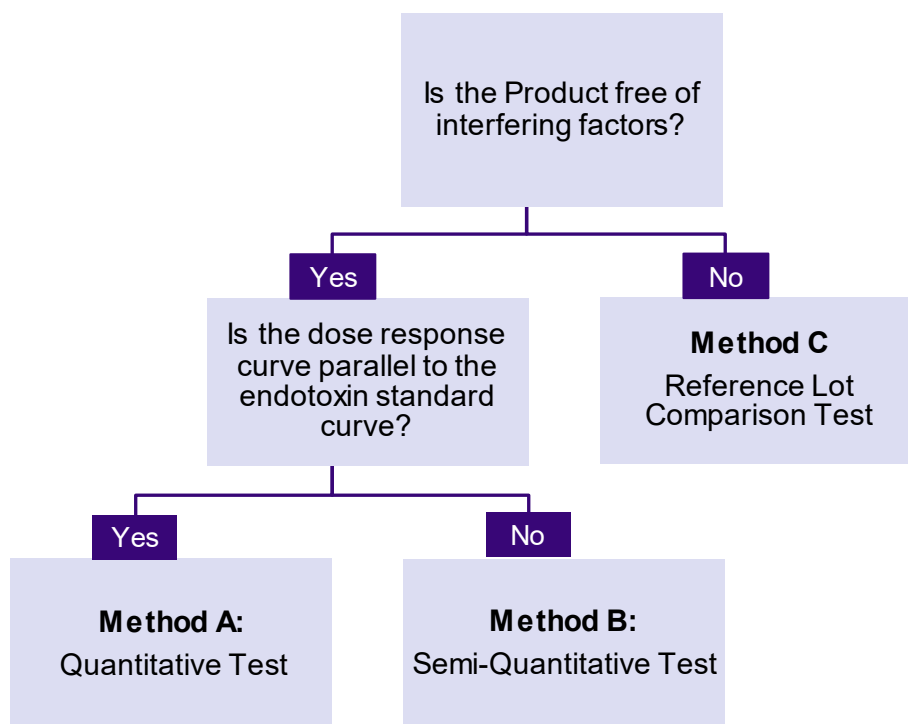 Is the Product free of
interfering factors?
Yes
No
Is the dose response
curve parallel to the
endotoxin standard
curve?
Method C
Reference Lot
Comparison Test
Yes
No
Method A:
Quantitative Test
Method B:
Semi-Quantitative Test